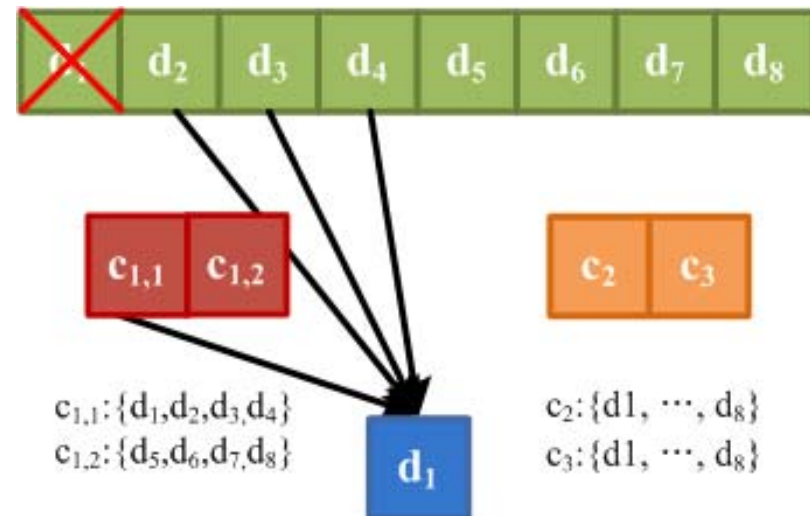 d₁ d₂ d₃ d₄ d₅ d₆ d₇ d₈
c₁,₁ c₁,₂ c₂ c₃
c₁,₁:{d₁,d₂,d₃,d₄}
c₁,₂:{d₅,d₆,d₇,d₈}
c₂:{d1, ⋯, d₈}
c₃:{d1, ⋯, d₈}
d₁